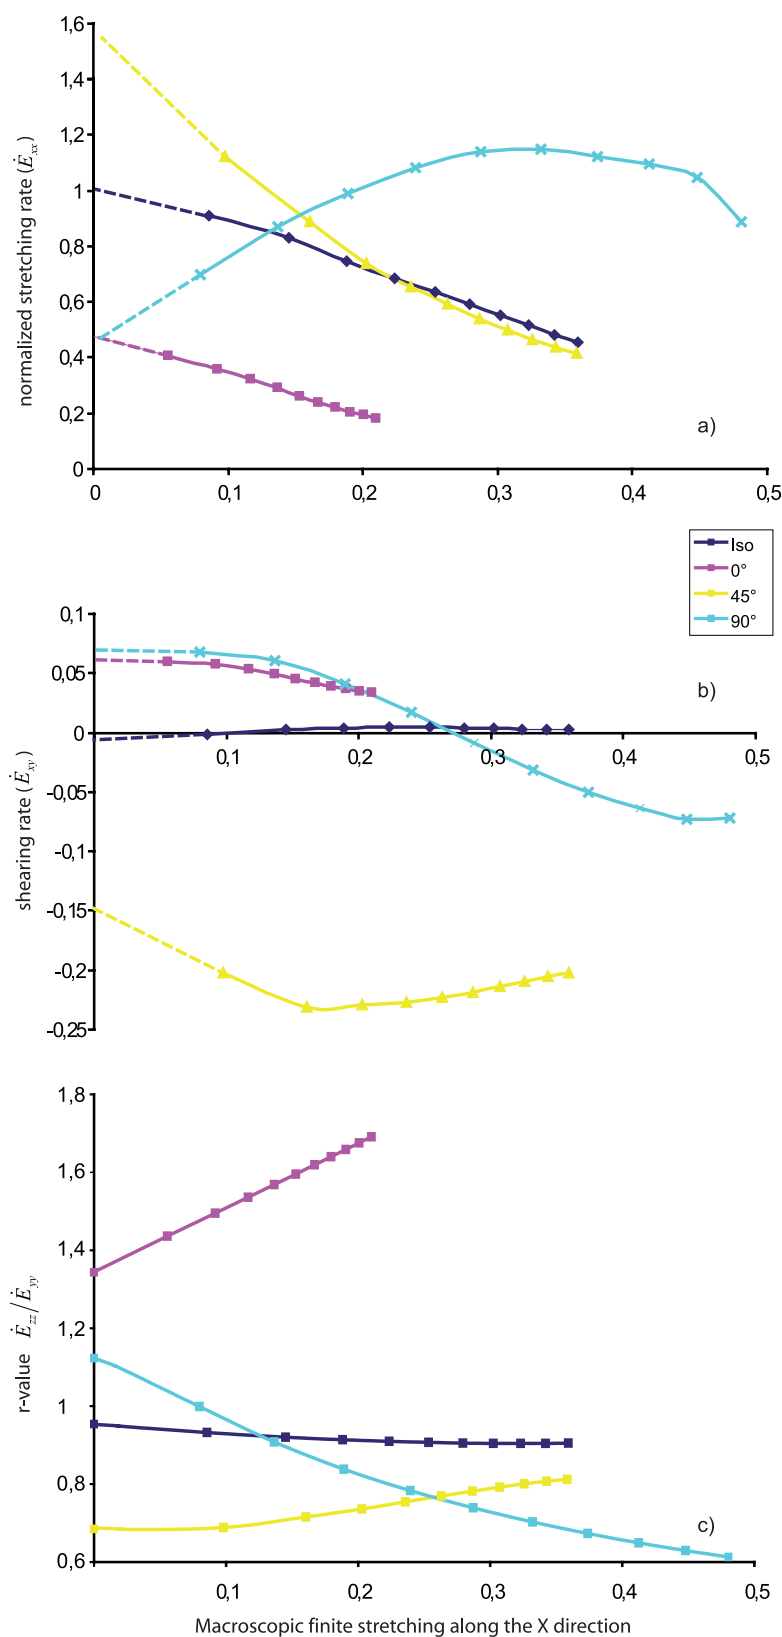 1,6
1,4
1,2
1
0,8
0,6
0,4
0,2
0
normalized stretching rate (Ė xx)
a)
0 0,1 0,2 0,3 0,4 0,5
Iso
0°
45°
90°
0,1
0,05
0
-0,05
-0,1
-0,15
-0,2
-0,25
shearing rate (Ė xy)
b)
0,1 0,2 0,3 0,4 0,5
1,8
1,6
1,4
1,2
1
0,8
0,6
r-value Ė zz / Ė yy
c)
0,1 0,2 0,3 0,4 0,5
Macroscopic finite stretching along the X direction